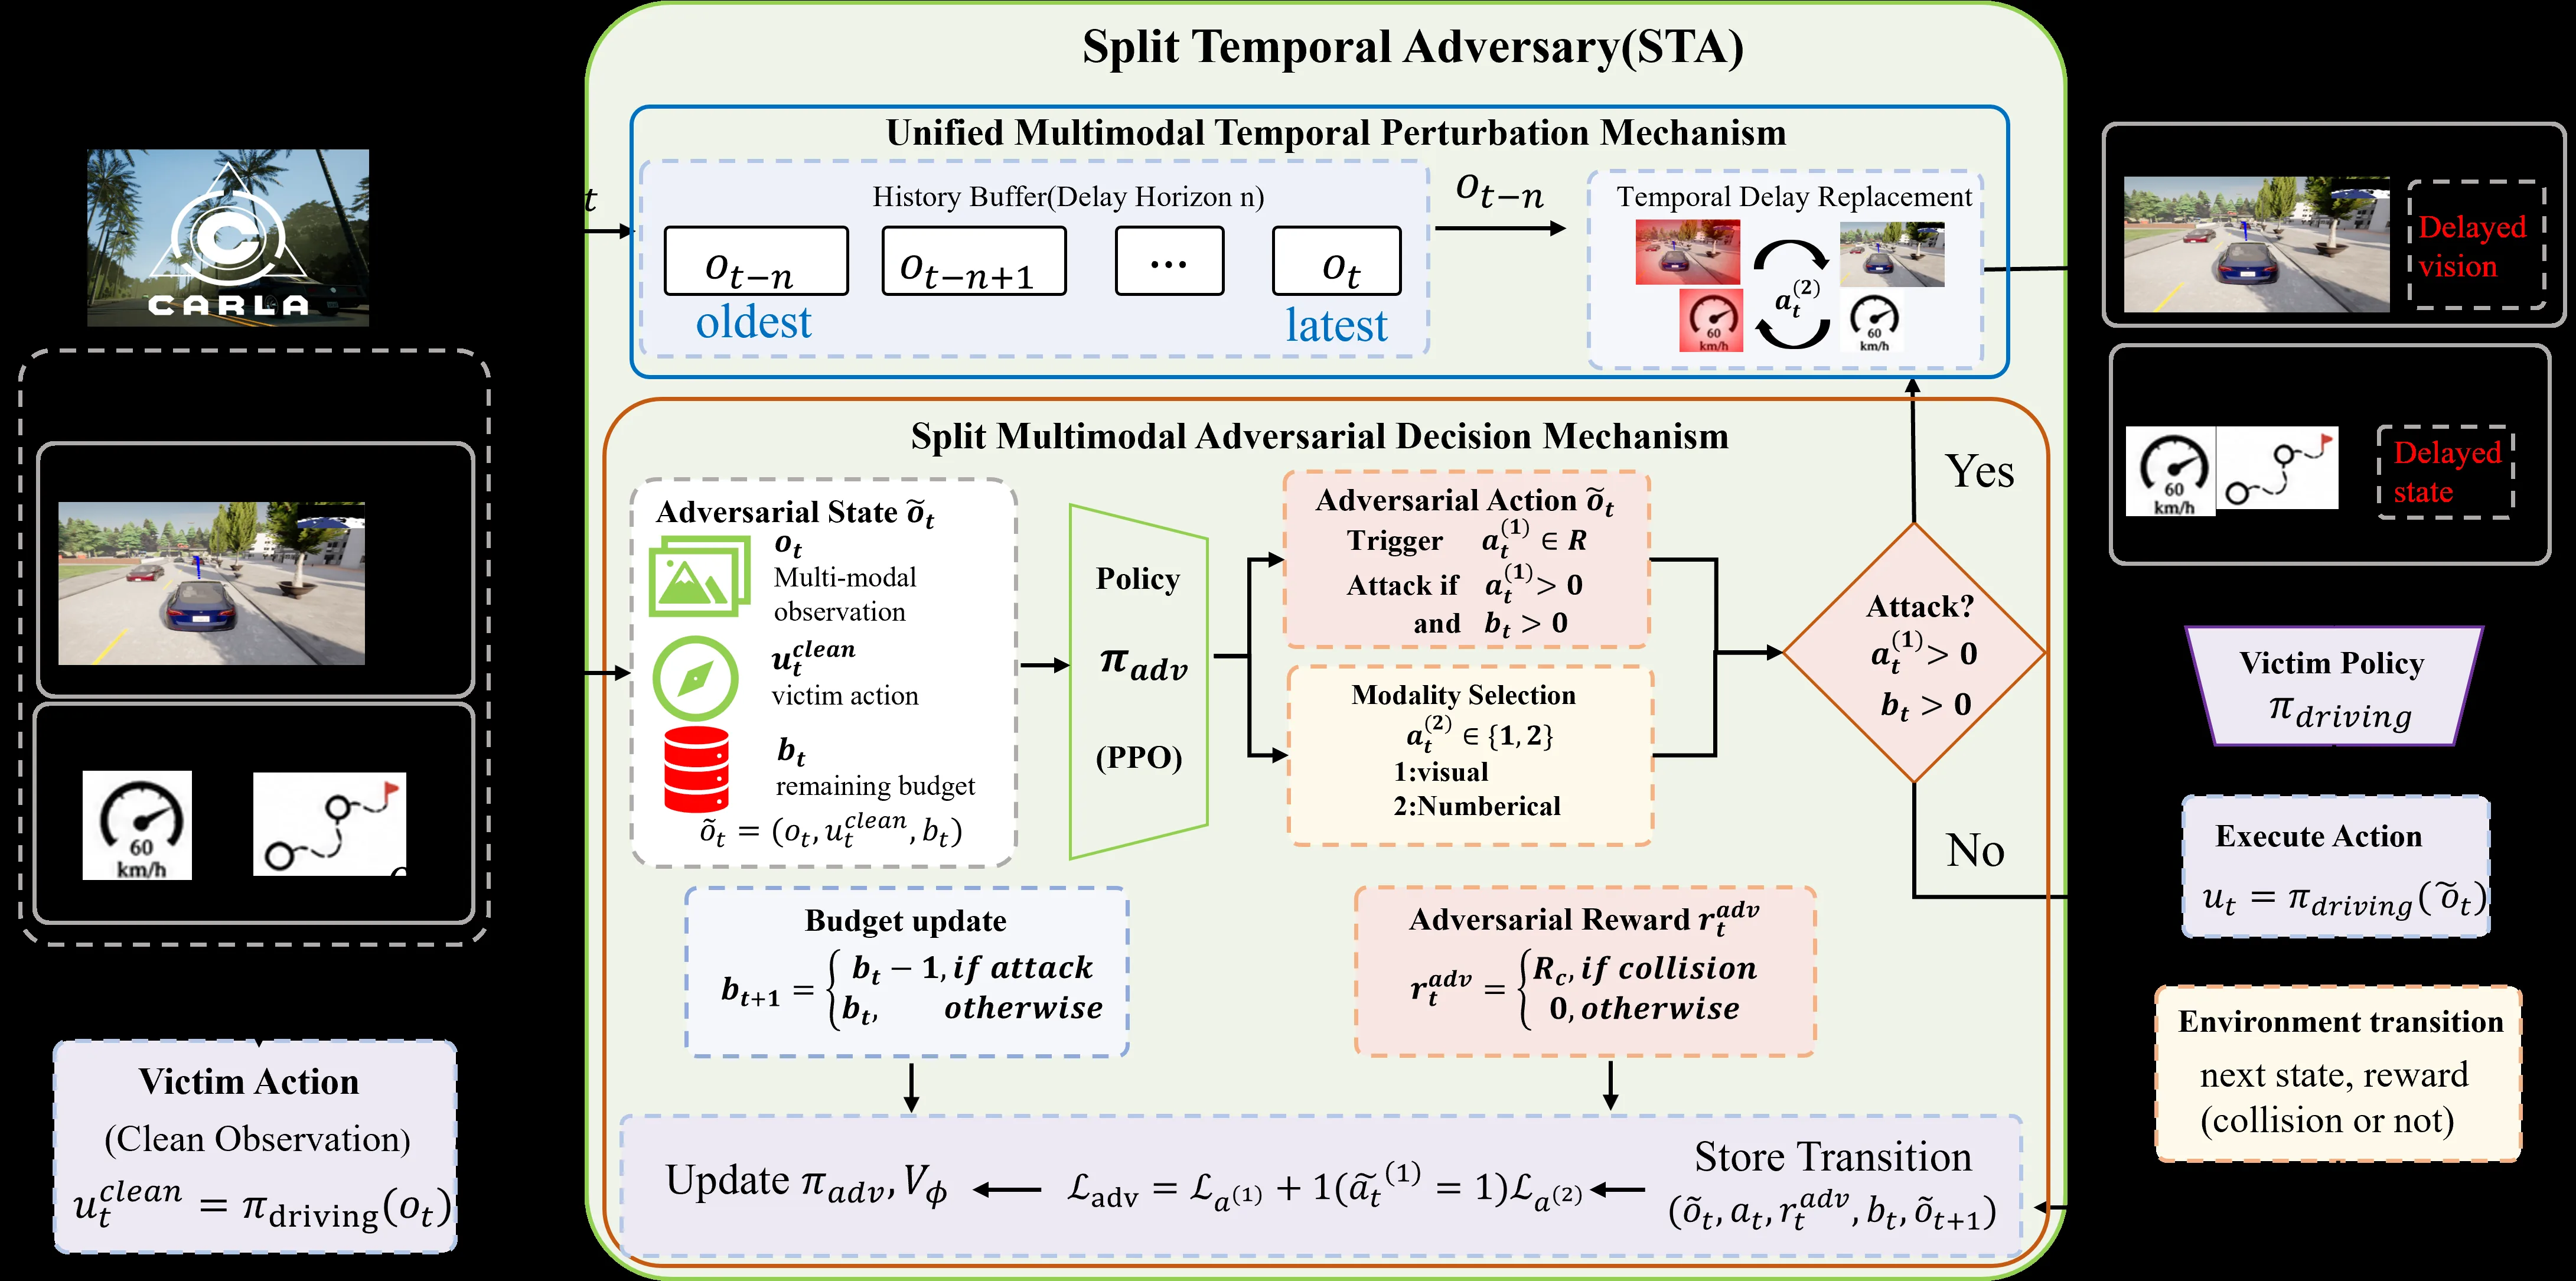 Split Temporal Adversary(STA)
Unified Multimodal Temporal Perturbation Mechanism
t
History Buffer(Delay Horizon n)
o_{t−n}
o_{t−n+1}
...
o_t
oldest
latest
o_{t−n}
Temporal Delay Replacement
a_t^{(2)}
60
km/h
60
km/h
CARLA
60
km/h
Victim Action
(Clean Observation)
u_t^{clean} = π_{driving}(o_t)
Split Multimodal Adversarial Decision Mechanism
Adversarial State õ_t
o_t
Multi-modal
observation
u_t^{clean}
victim action
b_t
remaining budget
õ_t = (o_t, u_t^{clean}, b_t)
Policy
π_{adv}
(PPO)
Adversarial Action õ_t
Trigger a_t^{(1)} ∈ R
Attack if a_t^{(1)} > 0
and b_t > 0
Modality Selection
a_t^{(2)} ∈ {1, 2}
1:visual
2:Numberical
Attack?
a_t^{(1)} > 0
b_t > 0
Yes
No
Budget update
b_{t+1} = { b_t − 1, if attack
b_t, otherwise
Adversarial Reward r_t^{adv}
r_t^{adv} = { R_c, if collision
0, otherwise
Update π_{adv}, V_ϕ ← ℒ_{adv} = ℒ_{a^{(1)}} + 1(ã_t^{(1)} = 1)ℒ_{a^{(2)}} ←
Store Transition
(õ_t, a_t, r_t^{adv}, b_t, õ_{t+1})
Delayed
vision
60
km/h
Delayed
state
Victim Policy
π_{driving}
Execute Action
u_t = π_{driving}(õ_t)
Environment transition
next state, reward
(collision or not)